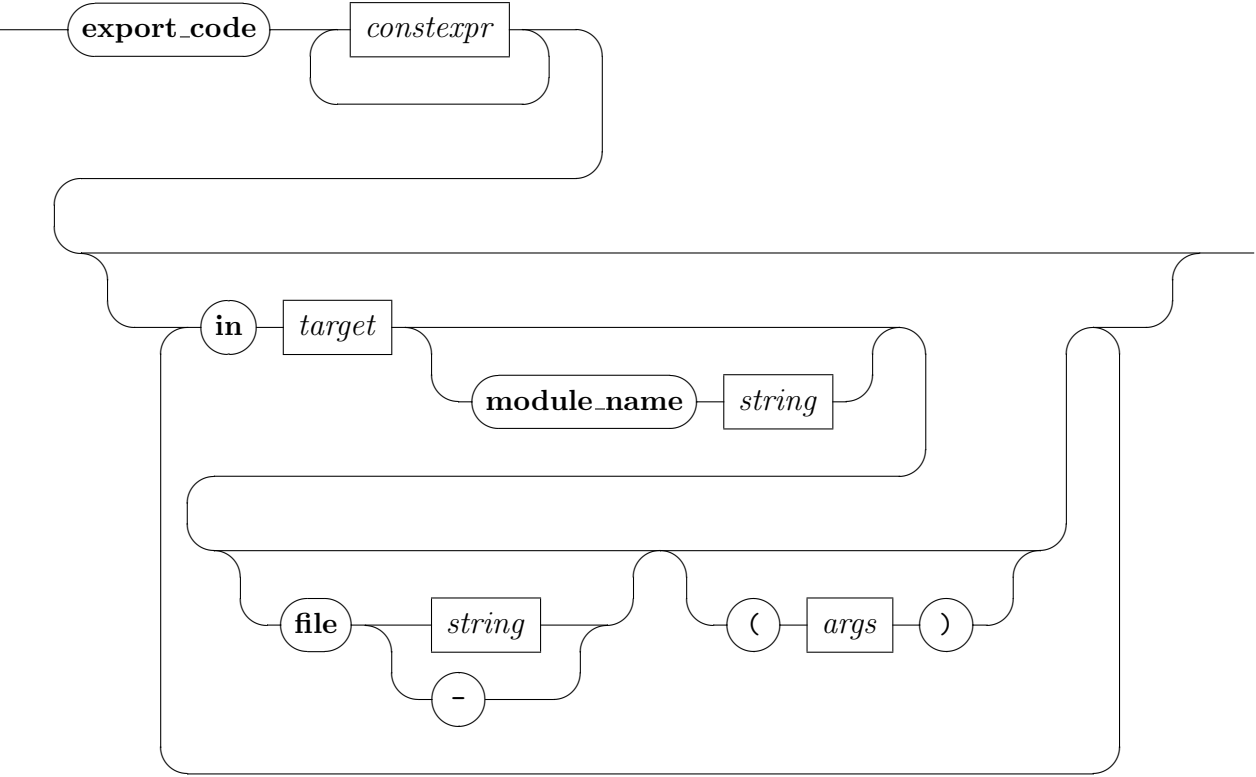 export_code constexpr
in target
module_name string
file string ( args )
-